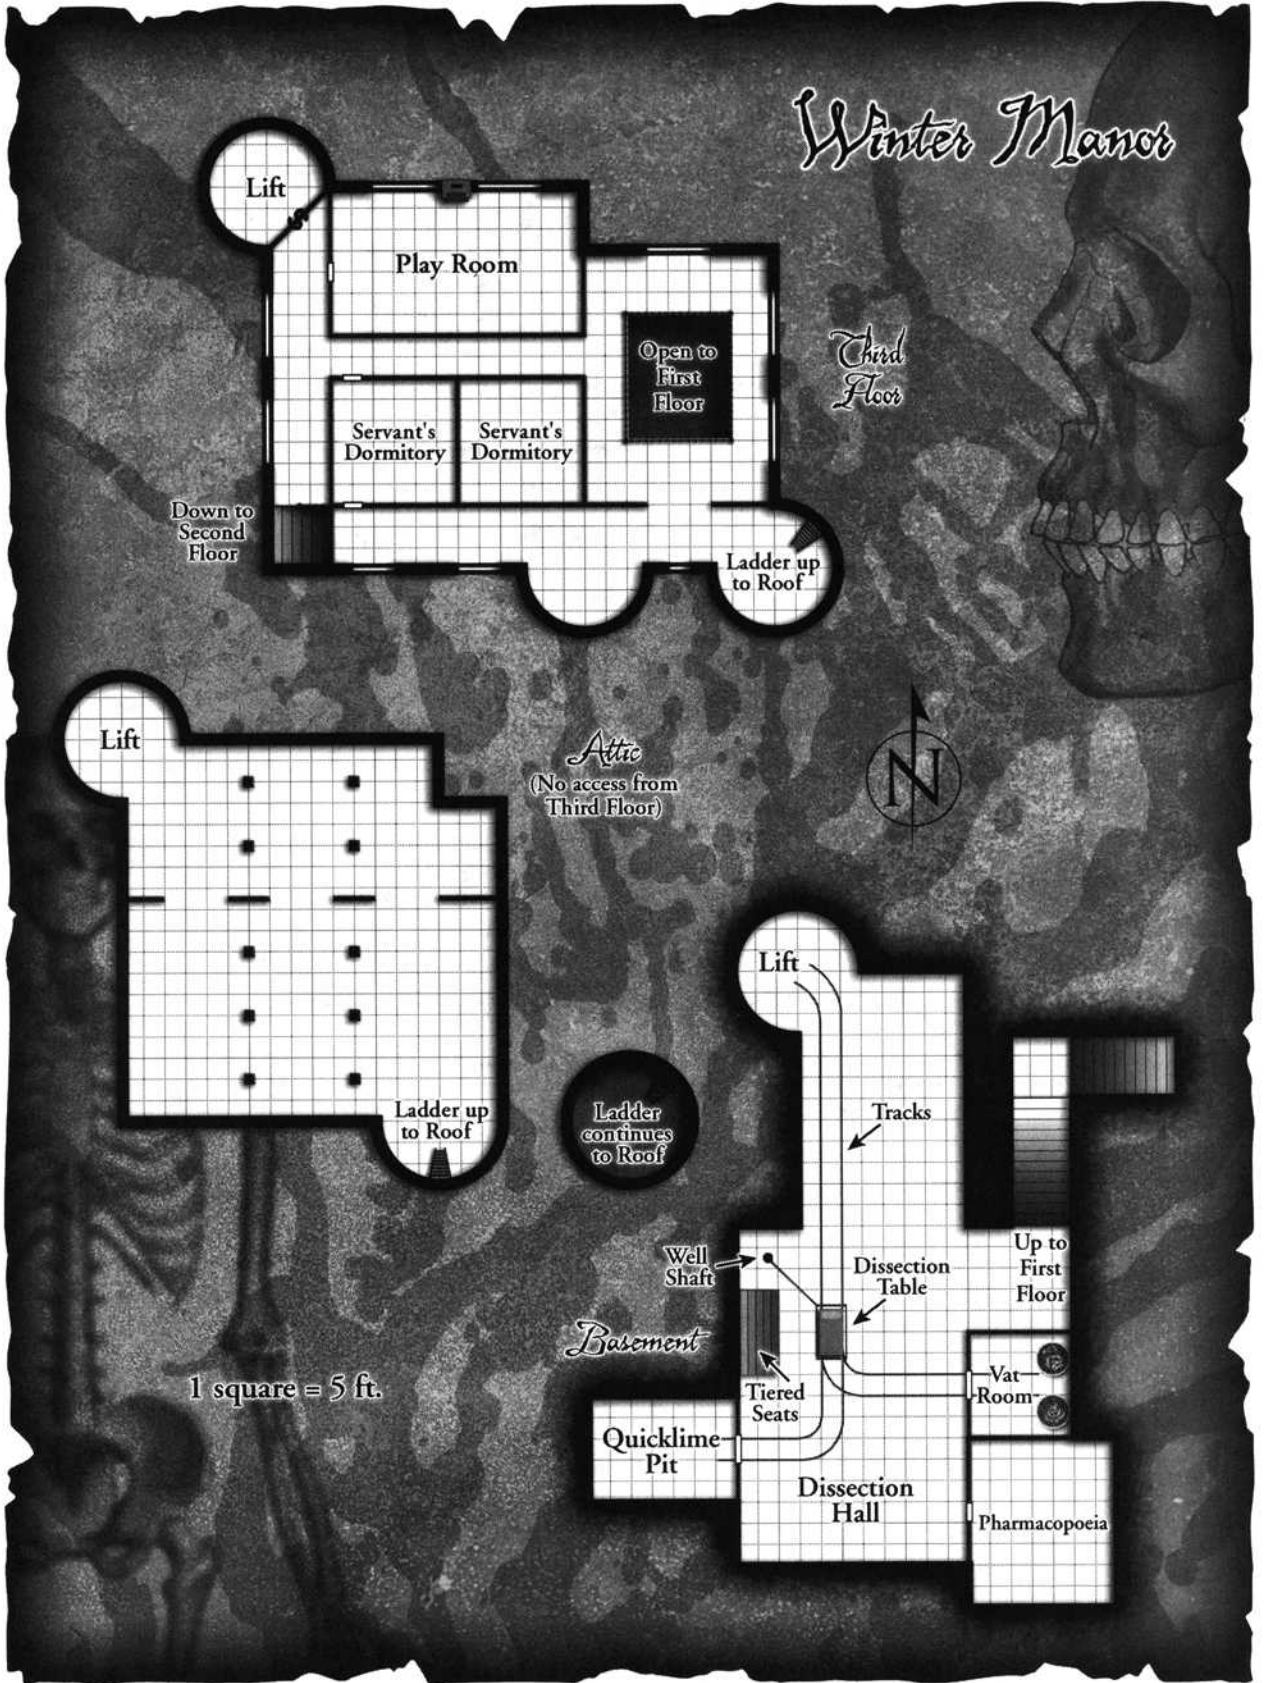 Winter Manor
Lift
S
Play Room
Open to
First
Floor
Third
Floor
Servant's
Dormitory
Servant's
Dormitory
Down to
Second
Floor
Ladder up
to Roof
Lift
Attic
(No access from
Third Floor)
N
Lift
Ladder up
to Roof
Ladder
continues
to Roof
Tracks
Well
Shaft
Dissection
Table
Up to
First
Floor
Basement
1 square = 5 ft.
Tiered
Seats
Vat
Room
Quicklime
Pit
Dissection
Hall
Pharmacopoeia